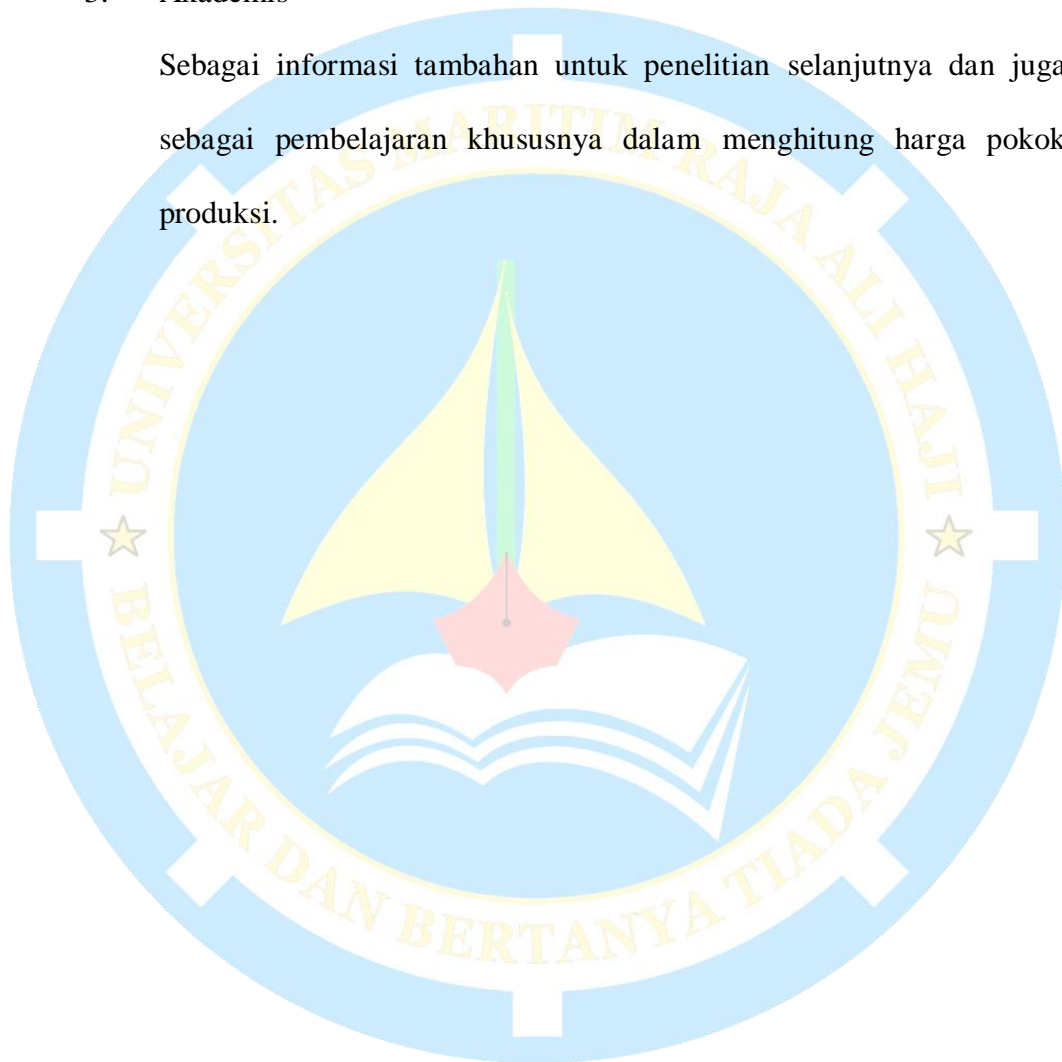 Akademis
Sebagai informasi tambahan untuk penelitian selanjutnya dan juga
sebagai pembelajaran khususnya dalam menghitung harga pokok
produksi.
UNIVERSITAS MARITIM RAJA ALI HAJI
BELAJAR DAN BERTANYA TIADA JEMU